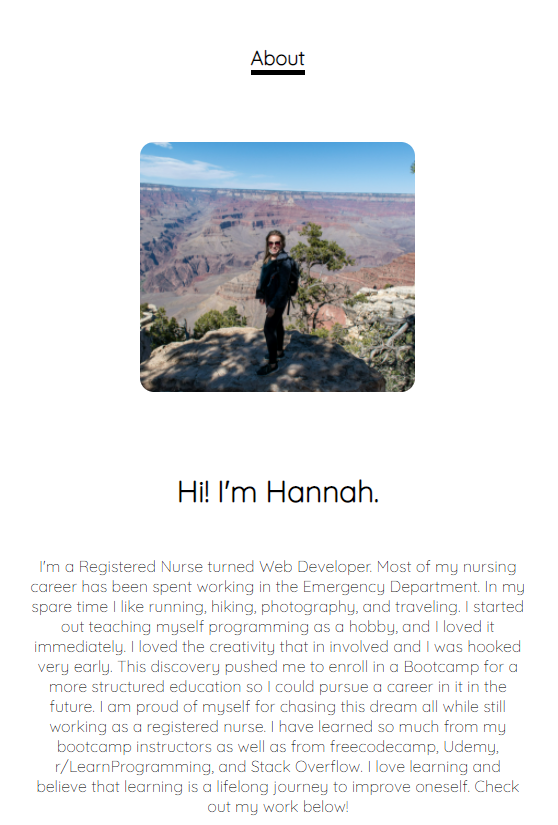 About
Hi! I'm Hannah.
I'm a Registered Nurse turned Web Developer. Most of my nursing
career has been spent working in the Emergency Department. In my
spare time I like running, hiking, photography, and traveling. I started
out teaching myself programming as a hobby, and I loved it
immediately. I loved the creativity that in involved and I was hooked
very early. This discovery pushed me to enroll in a Bootcamp for a
more structured education so I could pursue a career in it in the
future. I am proud of myself for chasing this dream all while still
working as a registered nurse. I have learned so much from my
bootcamp instructors as well as from freecodecamp, Udemy,
r/LearnProgramming, and Stack Overflow. I love learning and
believe that learning is a lifelong journey to improve oneself. Check
out my work below!